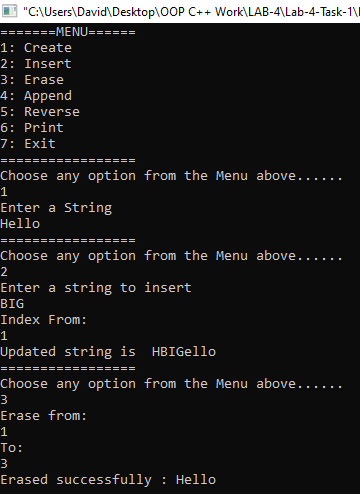 "C:\Users\David\Desktop\OOP C++ Work\LAB-4\Lab-4-Task-1\
=======MENU======
1: Create
2: Insert
3: Erase
4: Append
5: Reverse
6: Print
7: Exit
=================
Choose any option from the Menu above......
1
Enter a String
Hello
=================
Choose any option from the Menu above......
2
Enter a string to insert
BIG
Index From:
1
Updated string is  HBIGello
=================
Choose any option from the Menu above......
3
Erase from:
1
To:
3
Erased successfully : Hello